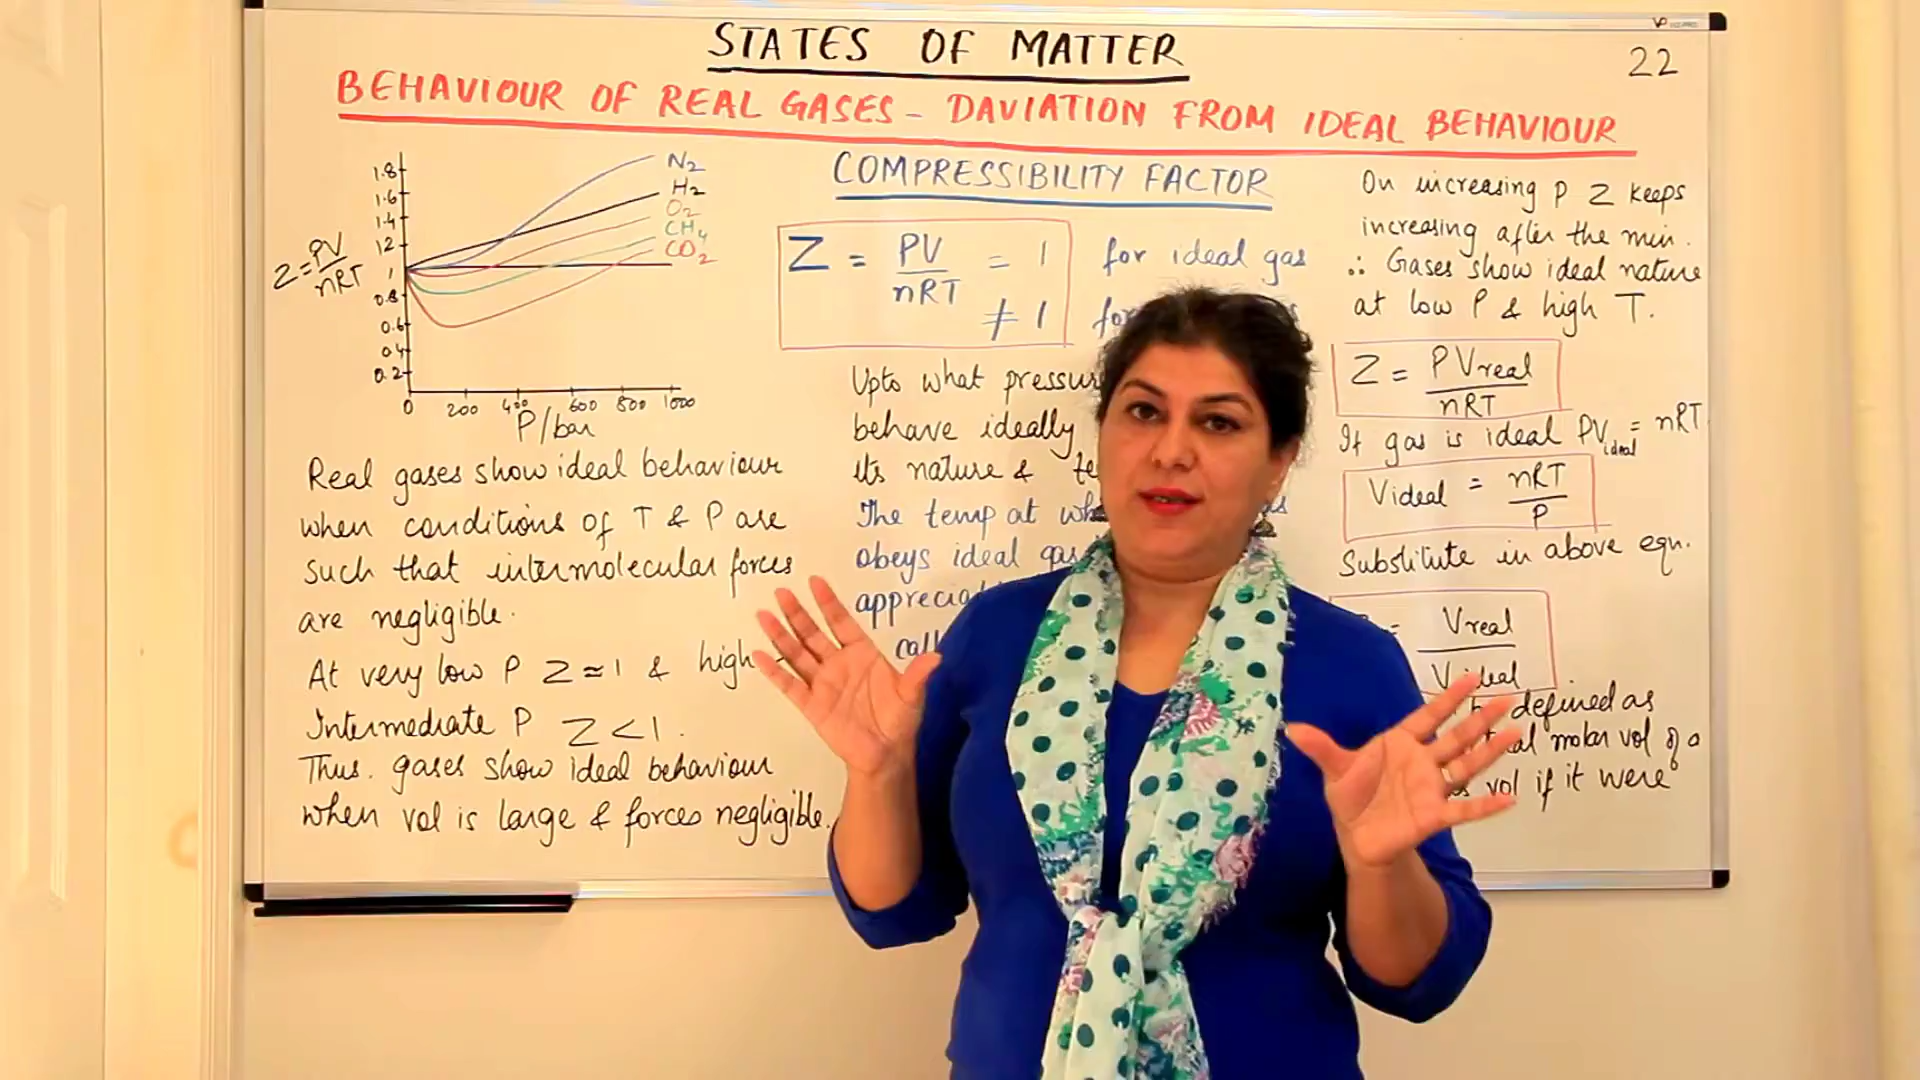 STATES OF MATTER
22
BEHAVIOUR OF REAL GASES - DAVIATION FROM IDEAL BEHAVIOUR
1.8
1.6
1.4
1.2
1
0.8
0.6
0.4
0.2
Z = PV/nRT
N2
H2
O2
CH4
CO2
0 200 400 600 800 1000
P/bar
Real gases show ideal behaviour
when conditions of T & P are
such that intermolecular forces
are negligible.
At very low P Z ≃ 1 & high
Intermediate P Z < 1.
Thus. gases show ideal behaviour
when vol is large & forces negligible.
COMPRESSIBILITY FACTOR
Z = PV/nRT = 1 for ideal gas
≠ 1 for
Upto what pressure
behave ideally
its nature &
The temp at
obeys ideal gas
On increasing P Z keeps
increasing after the min.
∴ Gases show ideal nature
at low P & high T.
Z = PVreal/nRT
If gas is ideal PVideal = nRT
Videal = nRT/P
Substitute in above eqn.
= Vreal/Videal
be defined as
molar vol of a
vol if it were